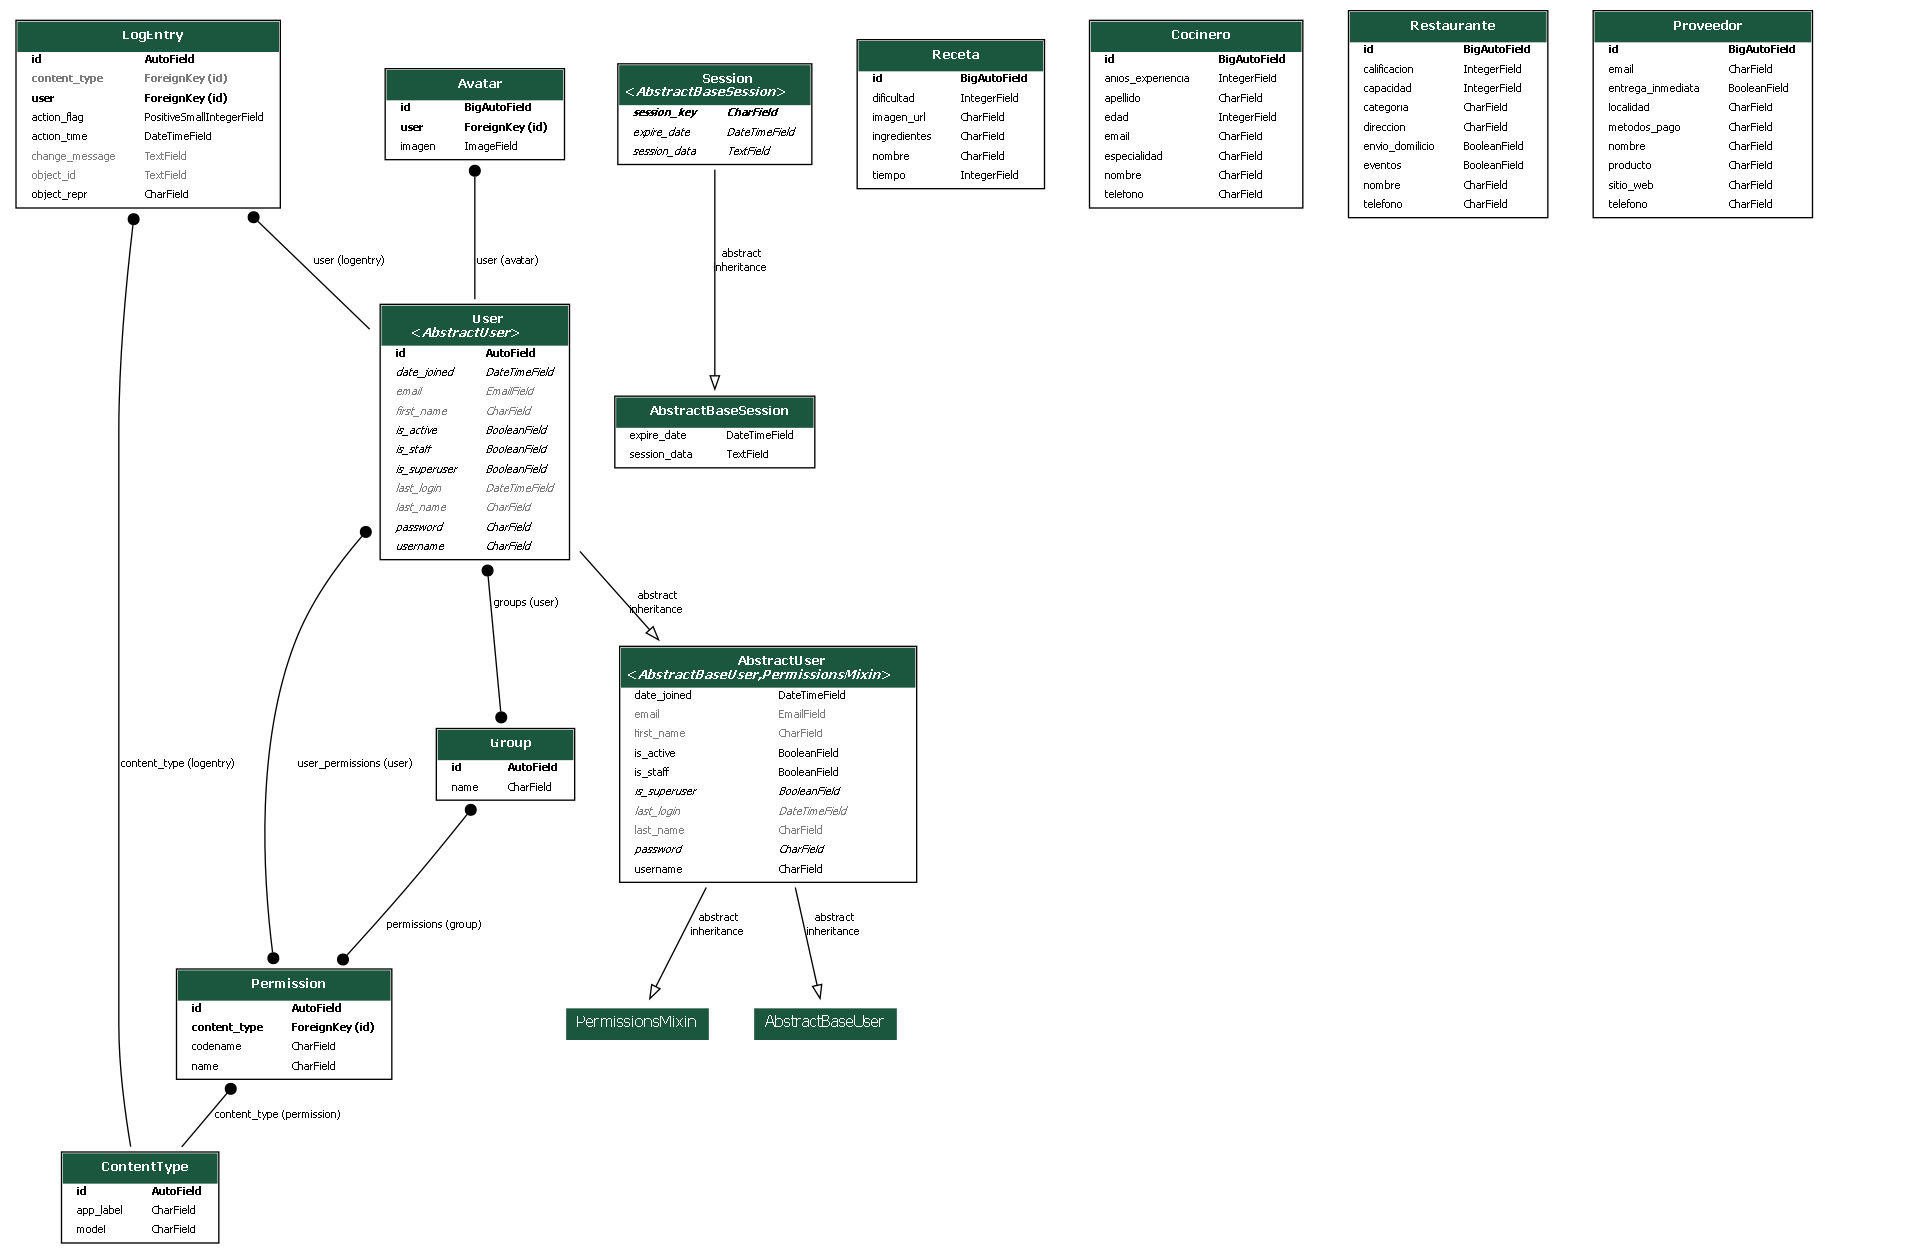 LogEntry
id AutoField
content_type ForeignKey (id)
user ForeignKey (id)
action_flag PositiveSmallIntegerField
action_time DateTimeField
change_message TextField
object_id TextField
object_repr CharField
Avatar
id BigAutoField
user ForeignKey (id)
imagen ImageField
Session
<AbstractBaseSession>
session_key CharField
expire_date DateTimeField
session_data TextField
Receta
id BigAutoField
dificultad IntegerField
imagen_url CharField
ingredientes CharField
nombre CharField
tiempo IntegerField
Cocinero
id BigAutoField
anios_experiencia IntegerField
apellido CharField
edad IntegerField
email CharField
especialidad CharField
nombre CharField
telefono CharField
Restaurante
id BigAutoField
calificacion IntegerField
capacidad IntegerField
categoria CharField
direccion CharField
envio_domilicio BooleanField
eventos BooleanField
nombre CharField
telefono CharField
Proveedor
id BigAutoField
email CharField
entrega_inmediata BooleanField
localidad CharField
metodos_pago CharField
nombre CharField
producto CharField
sitio_web CharField
telefono CharField
user (logentry)
user (avatar)
abstract
inheritance
User
<AbstractUser>
id AutoField
date_joined DateTimeField
email EmailField
first_name CharField
is_active BooleanField
is_staff BooleanField
is_superuser BooleanField
last_login DateTimeField
last_name CharField
password CharField
username CharField
AbstractBaseSession
expire_date DateTimeField
session_data TextField
groups (user)
abstract
inheritance
AbstractUser
<AbstractBaseUser,PermissionsMixin>
date_joined DateTimeField
email EmailField
first_name CharField
is_active BooleanField
is_staff BooleanField
is_superuser BooleanField
last_login DateTimeField
last_name CharField
password CharField
username CharField
Group
id AutoField
name CharField
content_type (logentry)
user_permissions (user)
permissions (group)
abstract
inheritance
abstract
inheritance
Permission
id AutoField
content_type ForeignKey (id)
codename CharField
name CharField
PermissionsMixin
AbstractBaseUser
content_type (permission)
ContentType
id AutoField
app_label CharField
model CharField